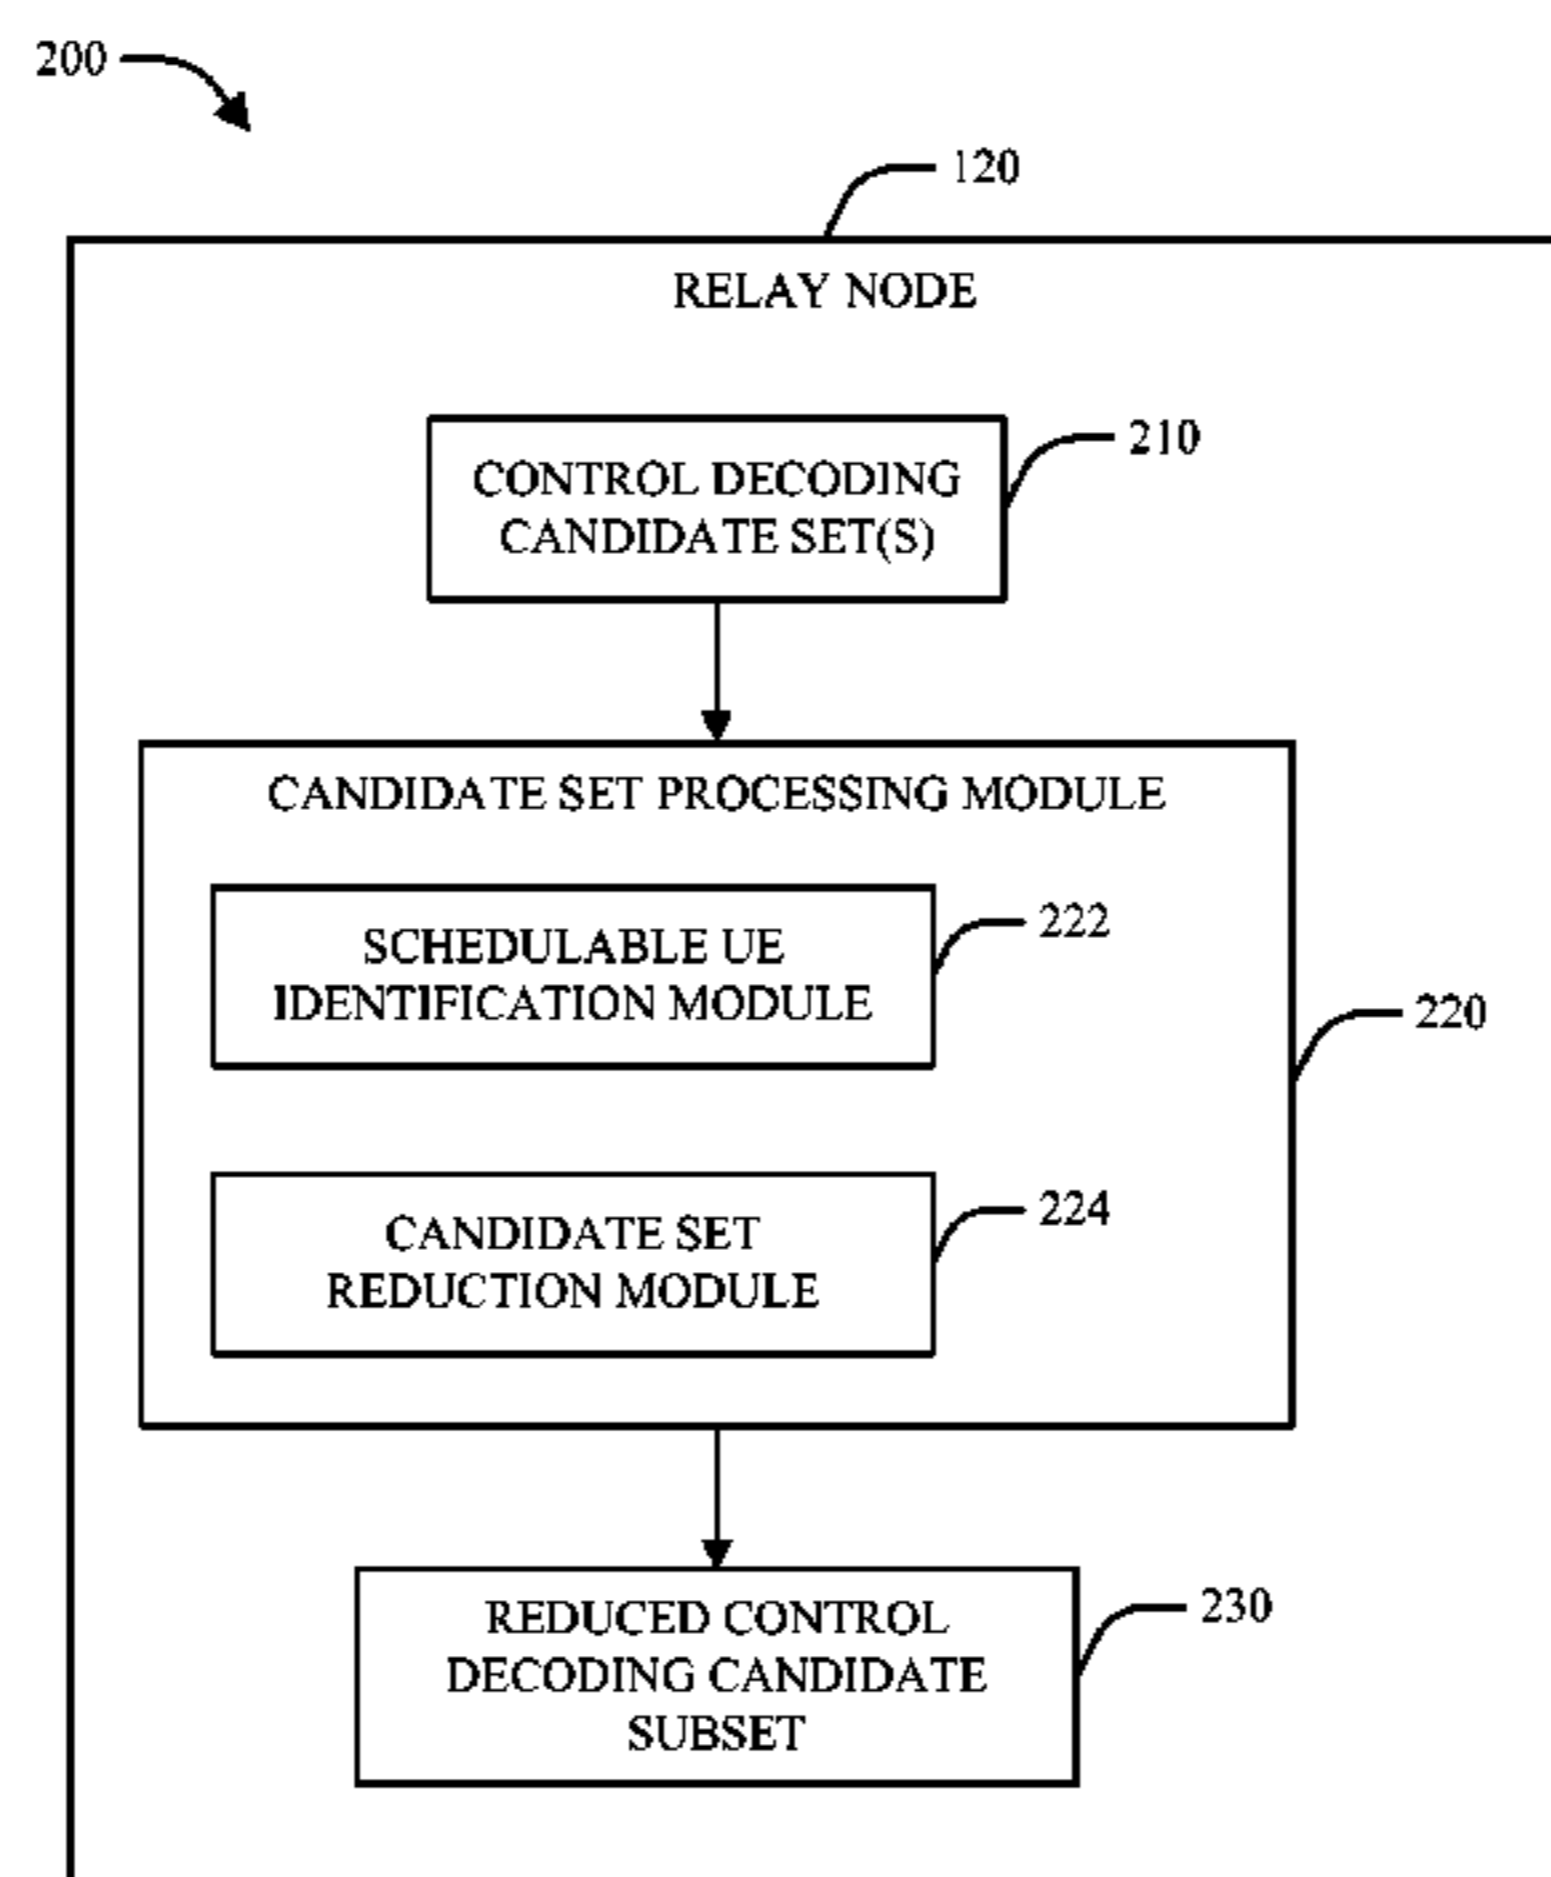 200
120
RELAY NODE
210
CONTROL DECODING
CANDIDATE SET(S)
CANDIDATE SET PROCESSING MODULE
222
SCHEDULABLE UE
IDENTIFICATION MODULE
220
224
CANDIDATE SET
REDUCTION MODULE
230
REDUCED CONTROL
DECODING CANDIDATE
SUBSET